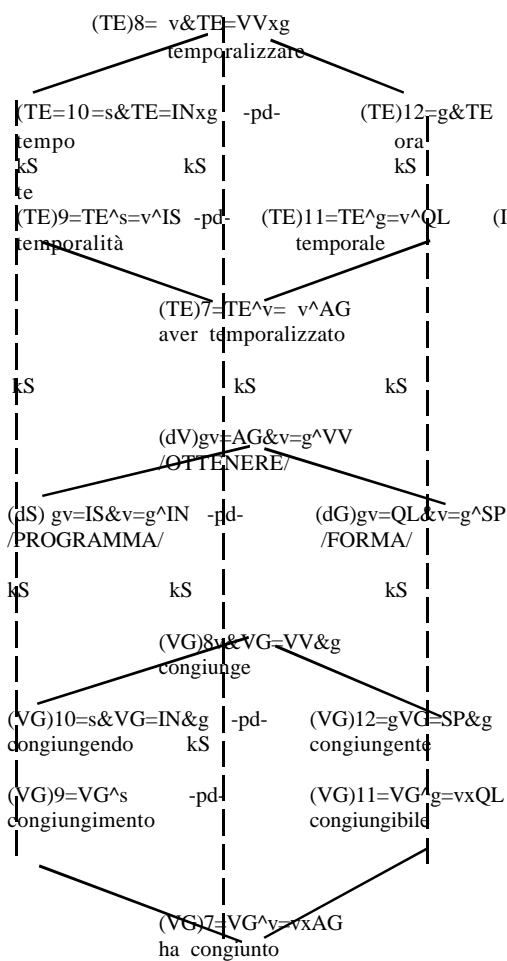 (TE)8= v&TE=VVxg
temporalizzare
(TE=10=s&TE=INxg -pd- (TE)12=g&TE
tempo ora
kS kS kS
te
(TE)9=TE^s=v^IS -pd- (TE)11=TE^g=v^QL (I
temporalità temporale
(TE)7=TE^v= v^AG
aver temporalizzato
kS kS kS
(dV)gv=AG&v=g^VV
/OTTENERE/
(dS) gv=IS&v=g^IN -pd- (dG)gv=QL&v=g^SP
/PROGRAMMA/ /FORMA/
kS kS kS
(VG)8v&VG=VV&g
congiunge
(VG)10=s&VG=IN&g -pd- (VG)12=gVG=SP&g
congiungendo kS congiungente
(VG)9=VG^s -pd- (VG)11=VG^g=vxQL
congiungimento congiungibile
(VG)7=VG^v=vxAG
ha congiunto